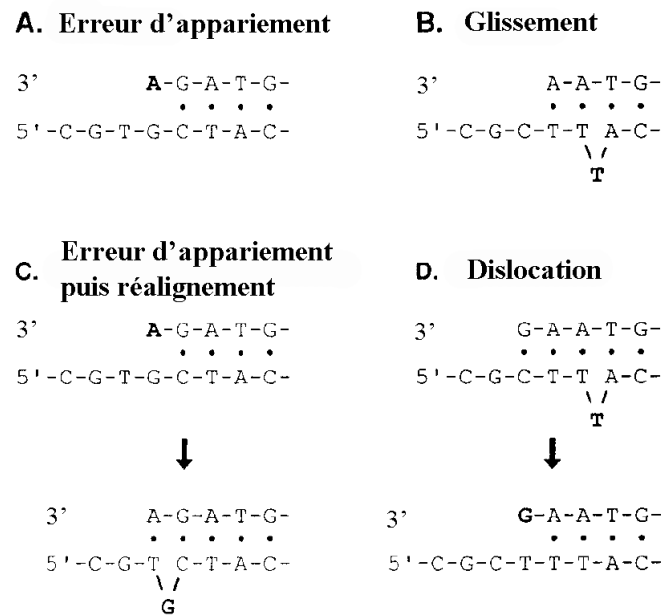 A. Erreur d'appariement
3' A-G-A-T-G-
5'-C-G-T-G-C-T-A-C-
B. Glissement
3' A-A-T-G-
5'-C-G-C-T-T A-C-
T
C. Erreur d'appariement
puis réalignement
3' A-G-A-T-G-
5'-C-G-T-G-C-T-A-C-
3' A-G-A-T-G-
5'-C-G-T C-T-A-C-
G
D. Dislocation
3' G-A-A-T-G-
5'-C-G-C-T-T A-C-
T
3' G-A-A-T-G-
5'-C-G-C-T-T-T-A-C-